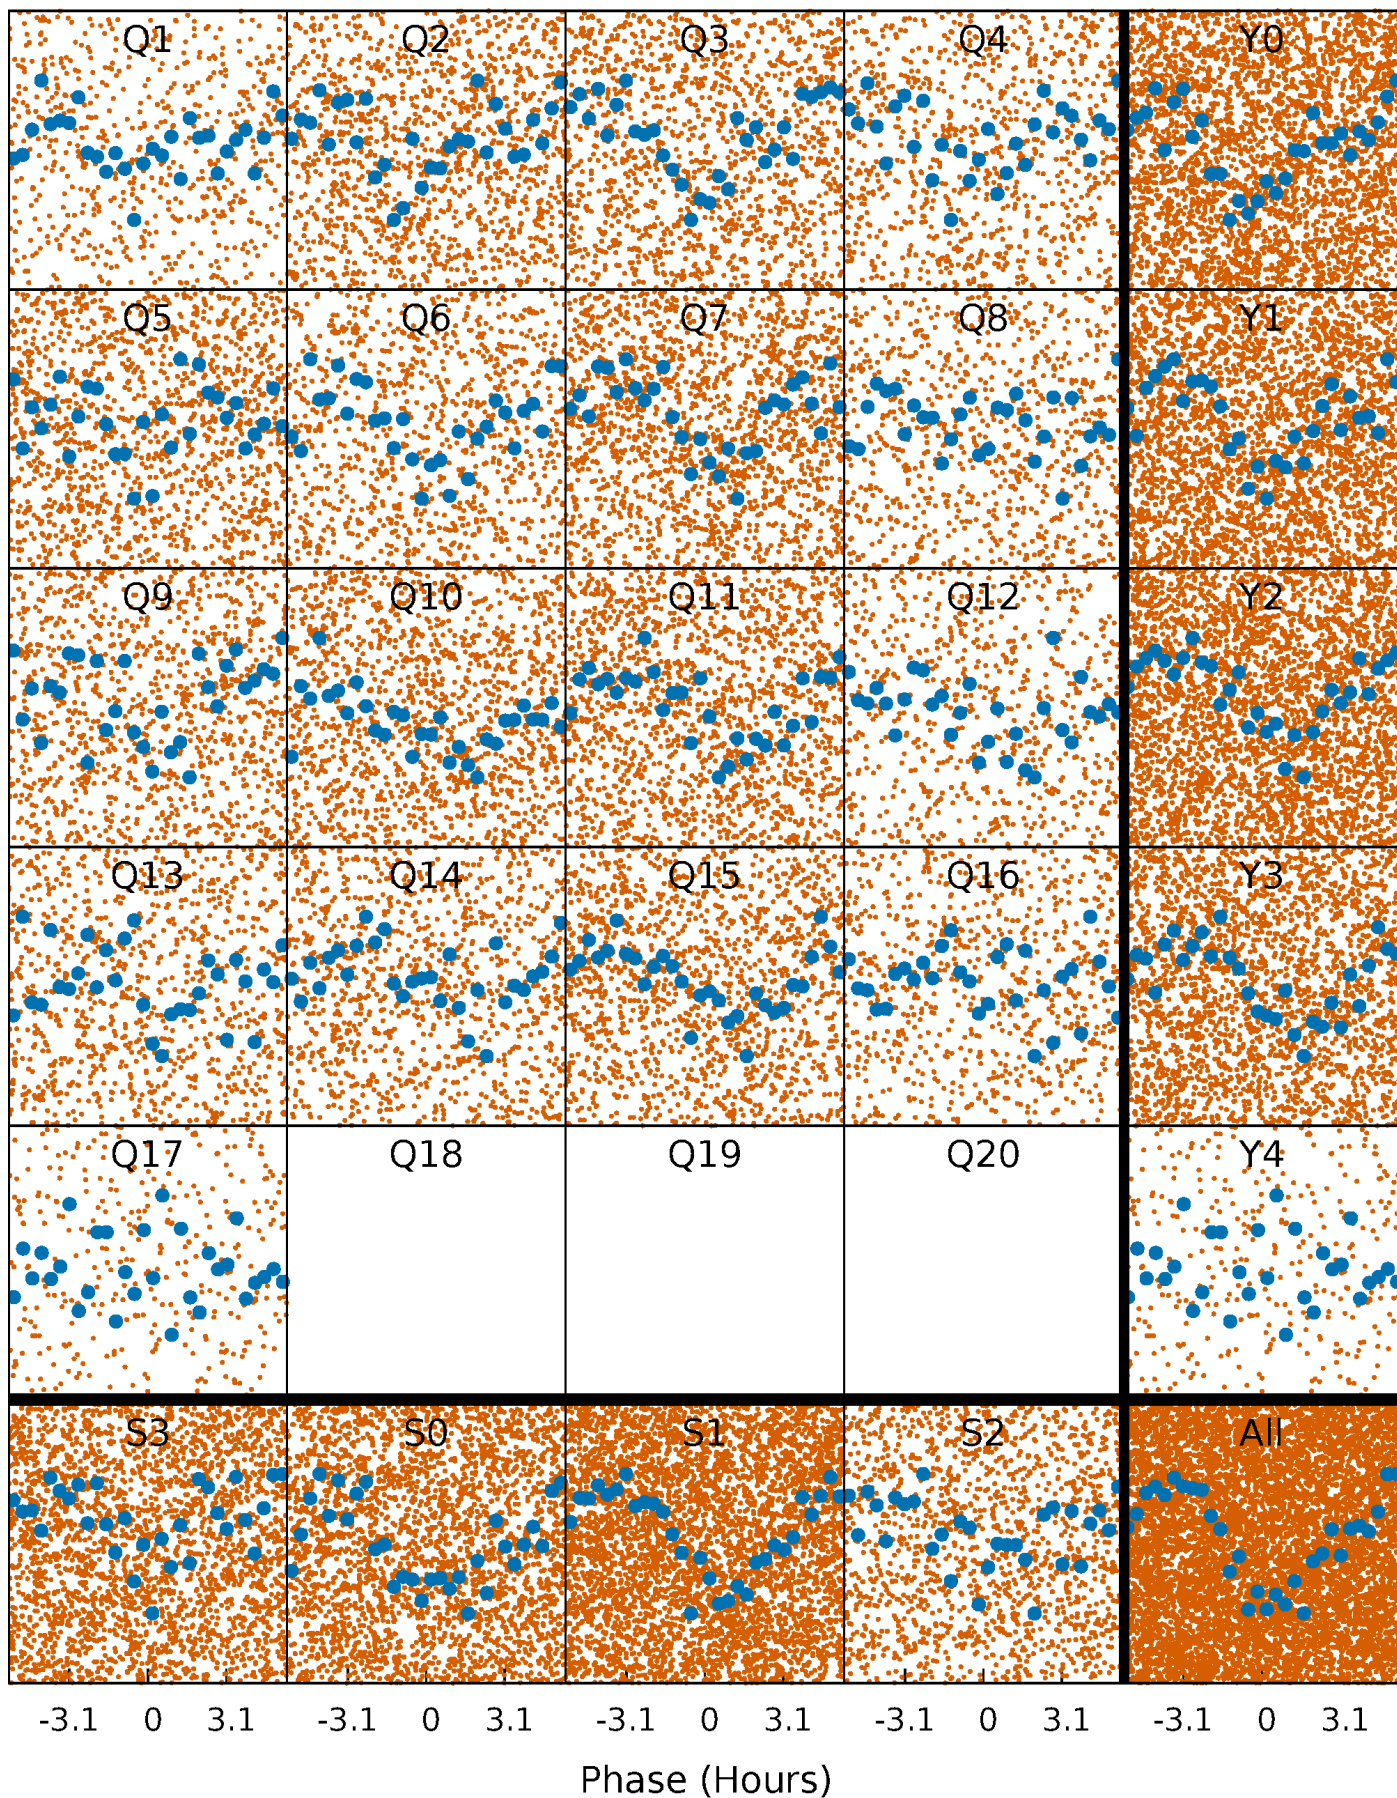 Q1 Q2 Q3 Q4 Y0
Q5 Q6 Q7 Q8 Y1
Q9 Q10 Q11 Q12 Y2
Q13 Q14 Q15 Q16 Y3
Q17 Q18 Q19 Q20 Y4
S3 S0 S1 S2 All
-3.1 0 3.1 -3.1 0 3.1 -3.1 0 3.1 -3.1 0 3.1 -3.1 0 3.1
Phase (Hours)